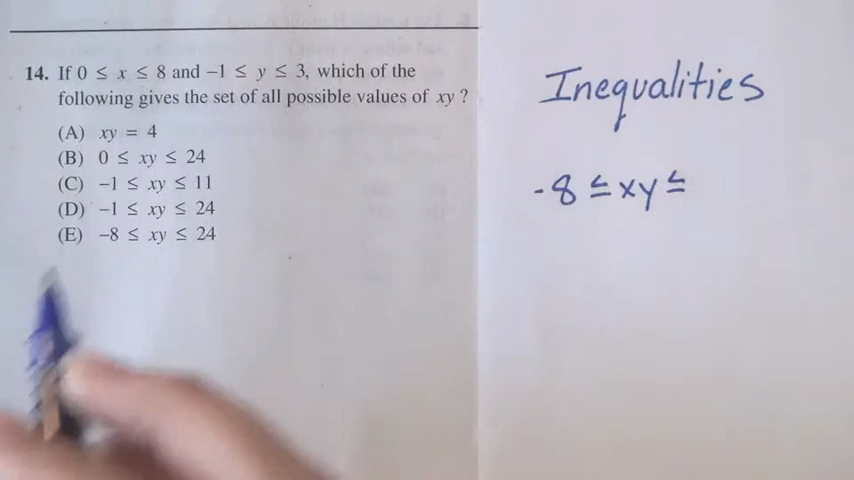 14. If 0 ≤ x ≤ 8 and −1 ≤ y ≤ 3, which of the
following gives the set of all possible values of xy ?
(A) xy = 4
(B) 0 ≤ xy ≤ 24
(C) −1 ≤ xy ≤ 11
(D) −1 ≤ xy ≤ 24
(E) −8 ≤ xy ≤ 24
Inequalities
-8 ≤ xy ≤